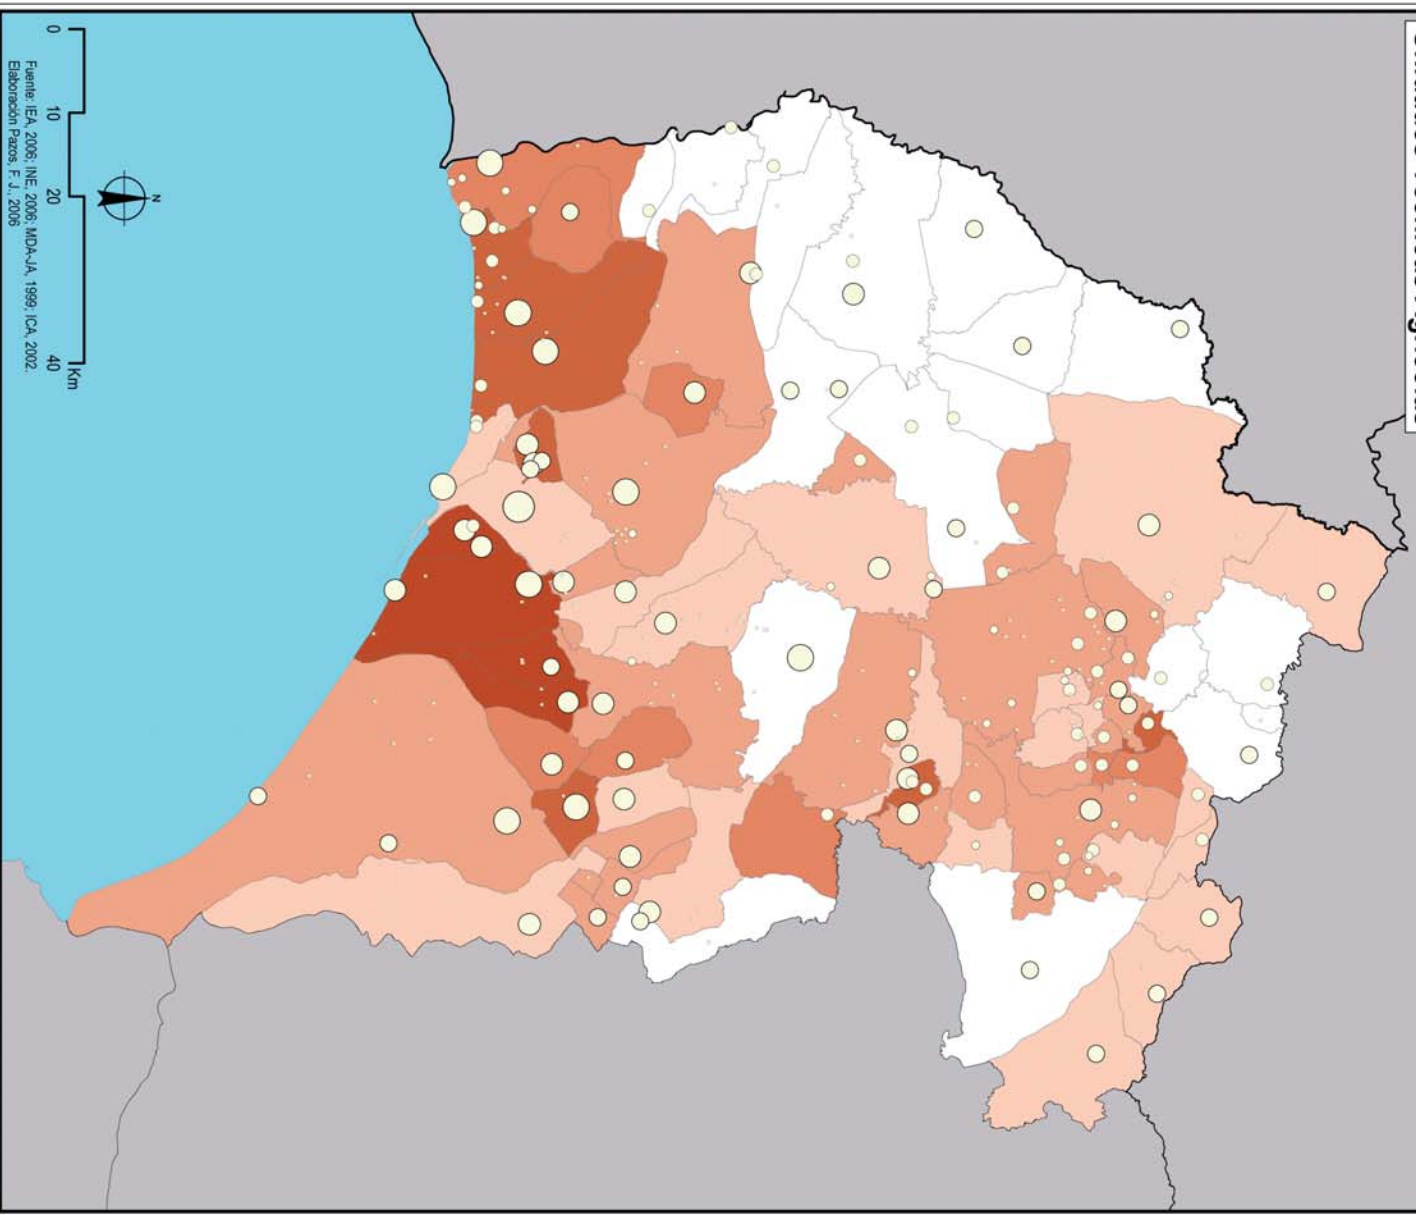 0
10
20
40
Km
N
Fuente: IEA, 2006; INE, 2006; MDA-JA, 1999; ICA, 2002.
Elaboración Pazos, F. J., 2006